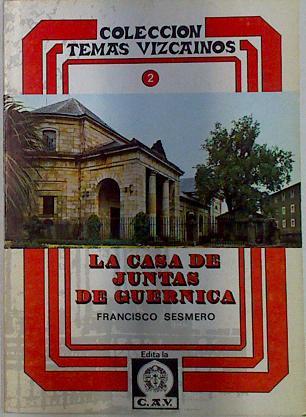 COLECCION
TEMAS VIZCAINOS
2
LA CASA DE
JUNTAS
DE GUERNICA
FRANCISCO SESMERO
Edita la
C.A.V.